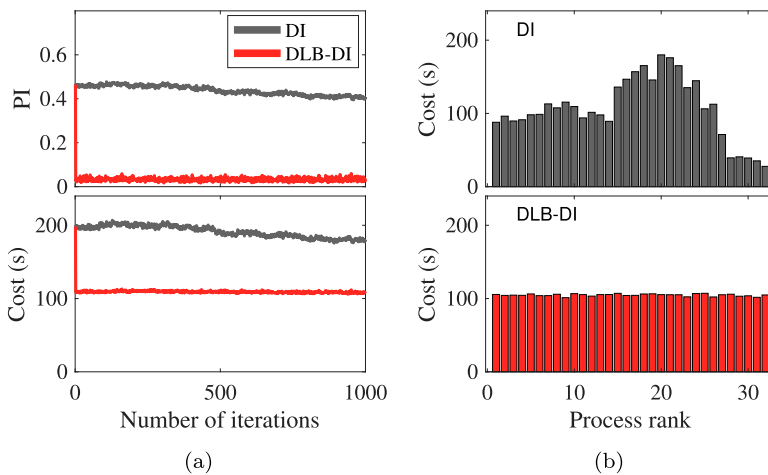 DI
DLB-DI
PI
0.6
0.4
0.2
0
Cost (s)
200
100
0
0 500 1000
Number of iterations
(a)
DI
Cost (s)
200
100
0
DLB-DI
Cost (s)
200
100
0
0 10 20 30
Process rank
(b)